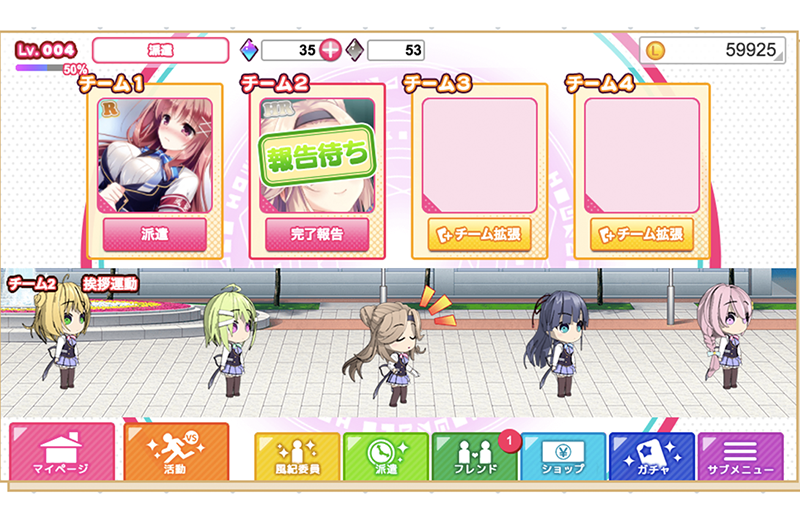 Lv. 004 派遣 35 53 L 59925
50%
チーム1 チーム2 チーム3 チーム4
R HR
報告待ち
派遣 完了報告 チーム拡張 チーム拡張
チーム2 挨拶運動
マイページ 活動 VS 風紀委員 派遣 フレンド 1 ショップ ガチャ サブメニュー